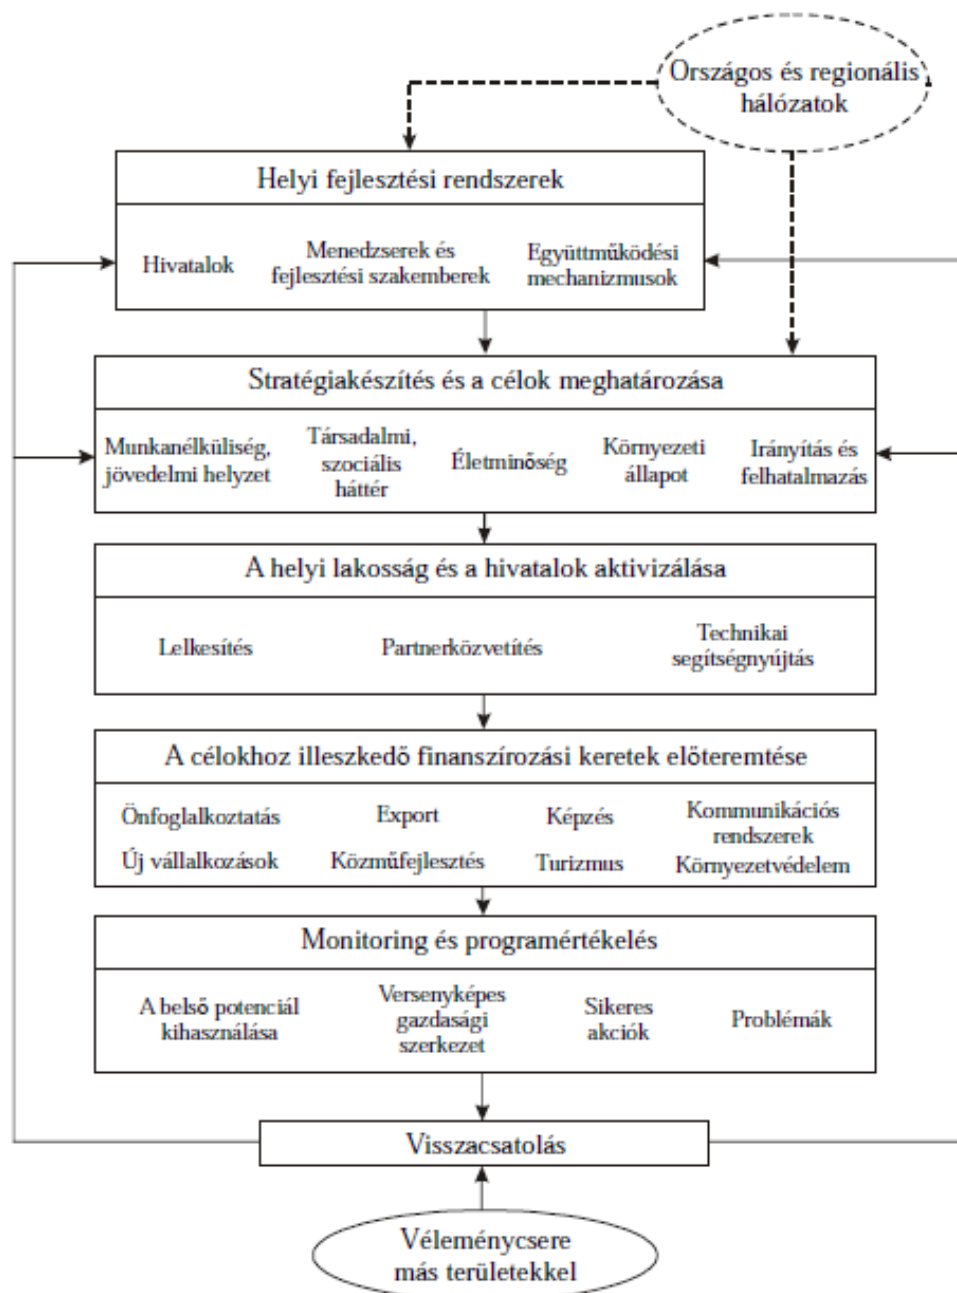 Országos és regionális
hálózatok
Helyi fejlesztési rendszerek
Hivatalok
Menedzserek és
fejlesztési szakemberek
Együttműködési
mechanizmusok
Stratégiakészítés és a célok meghatározása
Munkanélküliség,
jövedelmi helyzet
Társadalmi,
szociális
háttér
Életminőség
Környezeti
állapot
Irányítás és
felhatalmazás
A helyi lakosság és a hivatalok aktivizálása
Lelkesítés
Partnerközvetítés
Technikai
segítségnyújtás
A célokhoz illeszkedő finanszírozási keretek előteremtése
Önfoglalkoztatás
Export
Képzés
Kommunikációs
rendszerek
Új vállalkozások
Közműfejlesztés
Turizmus
Környezetvédelem
Monitoring és programértékelés
A belső potenciál
kihasználása
Versenyképes
gazdasági
szerkezet
Sikeres
akciók
Problémák
Visszacsatolás
Véleménycsere
más területekkel